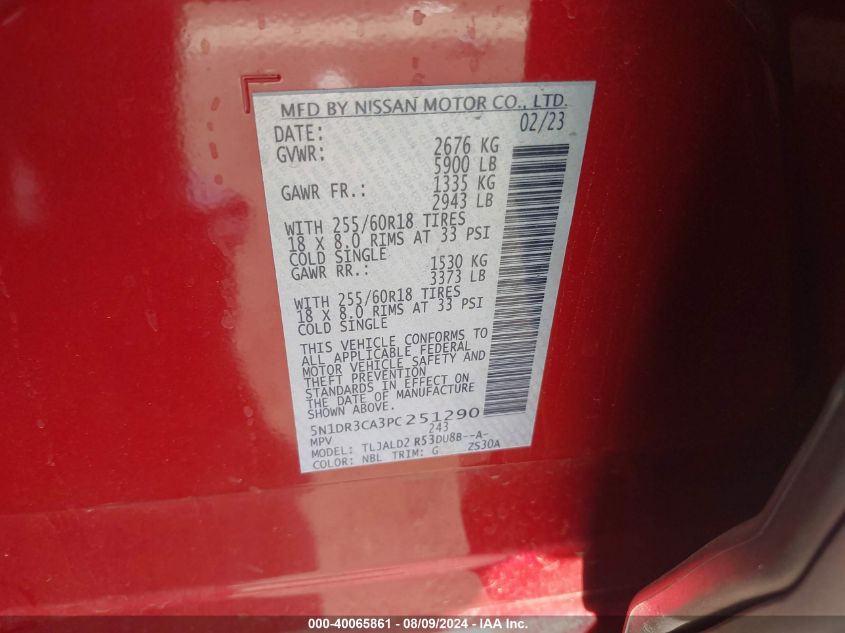 MFD BY NISSAN MOTOR CO., LTD.
DATE: 02/23
GVWR: 2676 KG
5900 LB
GAWR FR.: 1335 KG
2943 LB
WITH 255/60R18 TIRES
18 X 8.0 RIMS AT 33 PSI
COLD SINGLE
GAWR RR.: 1530 KG
3373 LB
WITH 255/60R18 TIRES
18 X 8.0 RIMS AT 33 PSI
COLD SINGLE
THIS VEHICLE CONFORMS TO
ALL APPLICABLE FEDERAL
MOTOR VEHICLE SAFETY AND
THEFT PREVENTION
STANDARDS IN EFFECT ON
THE DATE OF MANUFACTURE
SHOWN ABOVE.
5N1DR3CA3PC251290
MPV 243
MODEL: TLJALD2 R53DU8B--A-
COLOR: NBL TRIM: G ZS30A
000-40065861 - 08/09/2024 - IAA Inc.